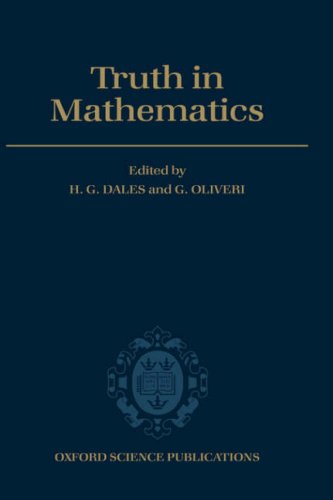 Truth in
Mathematics
Edited by
H. G. DALES and G. OLIVERI
OXFORD SCIENCE PUBLICATIONS